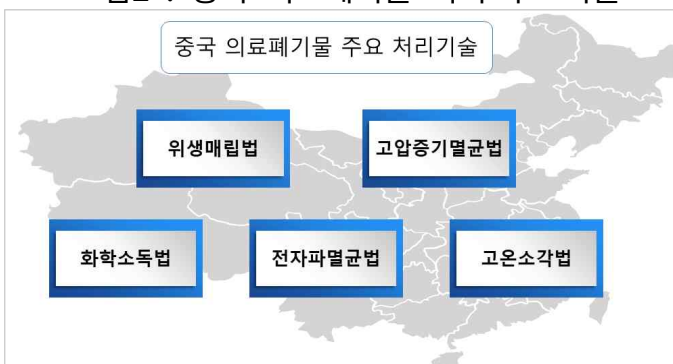 중국 의료폐기물 주요 처리기술
위생매립법
고압증기멸균법
화학소독법
전자파멸균법
고온소각법